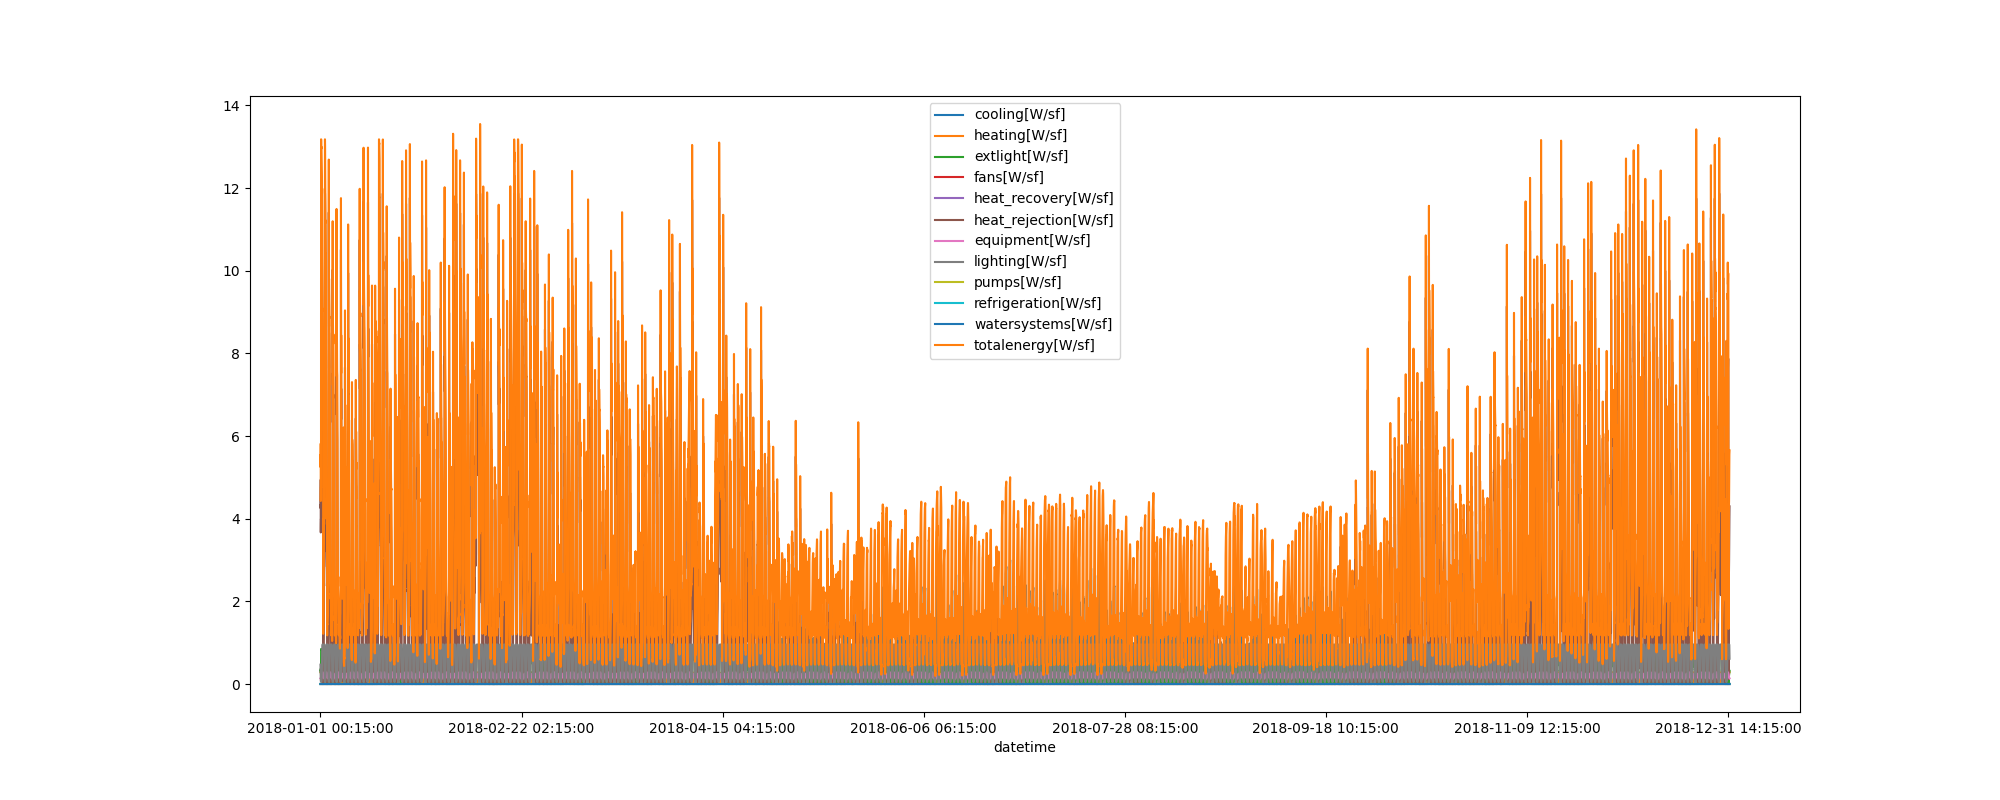 14
12
10
8
6
4
2
0
cooling[W/sf]
heating[W/sf]
extlight[W/sf]
fans[W/sf]
heat_recovery[W/sf]
heat_rejection[W/sf]
equipment[W/sf]
lighting[W/sf]
pumps[W/sf]
refrigeration[W/sf]
watersystems[W/sf]
totalenergy[W/sf]
2018-01-01 00:15:00 2018-02-22 02:15:00 2018-04-15 04:15:00 2018-06-06 06:15:00 2018-07-28 08:15:00 2018-09-18 10:15:00 2018-11-09 12:15:00 2018-12-31 14:15:00
datetime